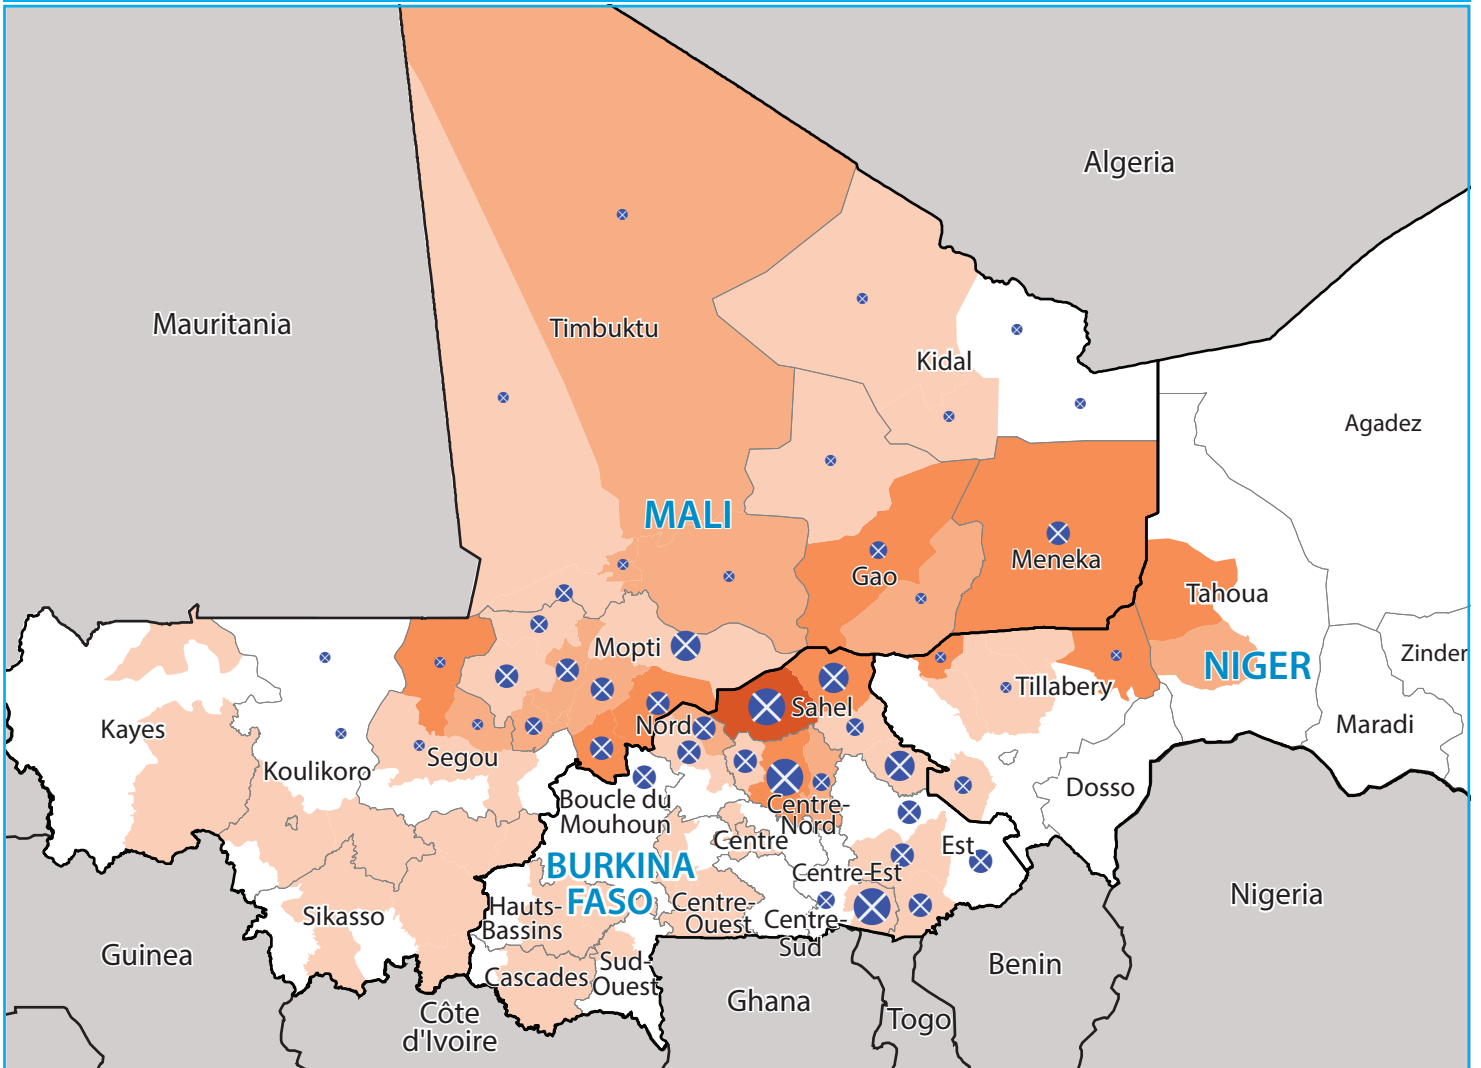 Algeria
Mauritania
Timbuktu
Kidal
Agadez
MALI
Meneka
Gao
Tahoua
Mopti
Zinder
NIGER
Tillabery
Sahel
Nord
Kayes
Maradi
Segou
Koulikoro
Dosso
Boucle du
Mouhoun
Centre-
Nord
Centre
Est
BURKINA
FASO
Centre-Est
Nigeria
Hauts-
Bassins
Centre-
Ouest
Sikasso
Centre-
Sud
Guinea
Sud-
Ouest
Cascades
Benin
Ghana
Côte
d'Ivoire
Togo